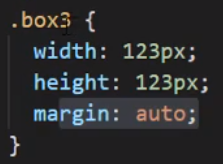 .box3 {
width: 123px;
height: 123px;
margin: auto;
}